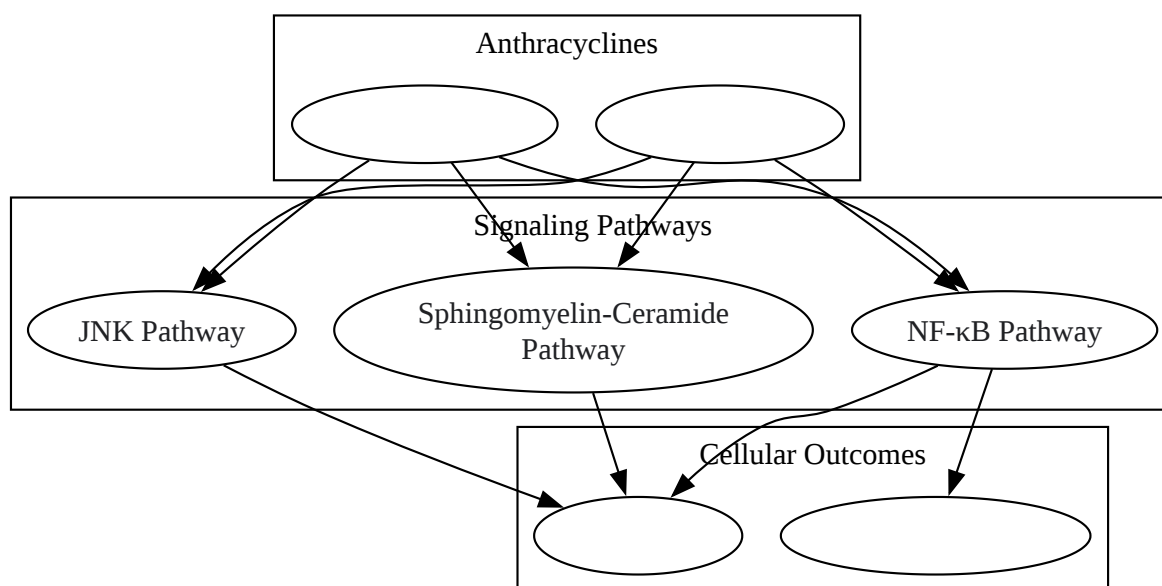 Anthracyclines
Signaling Pathways
JNK Pathway
Sphingomyelin-Ceramide
Pathway
NF-κB Pathway
Cellular Outcomes